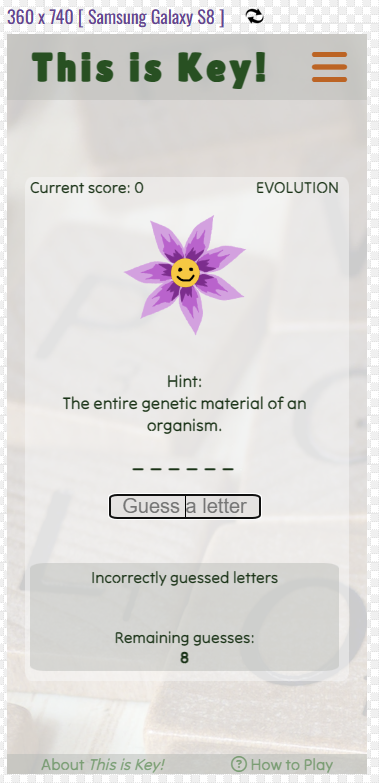 360 x 740 [ Samsung Galaxy S8 ]
This is Key!
Current score: 0 EVOLUTION
Hint:
The entire genetic material of an
organism.
_ _ _ _ _ _
Guess a letter
Incorrectly guessed letters
Remaining guesses:
8
About This is Key! ? How to Play